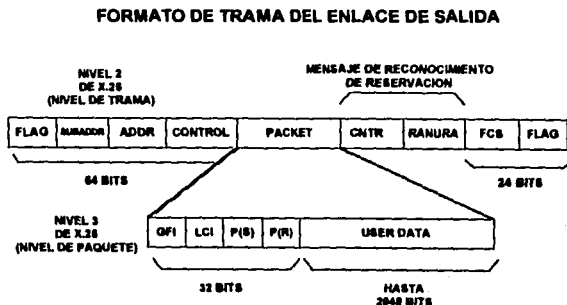 FORMATO DE TRAMA DEL ENLACE DE SALIDA
NIVEL 2
DE X.25
(NIVEL DE TRAMA)
MENSAJE DE RECONOCIMIENTO
DE RESERVACION
FLAG SUBADDR ADDR CONTROL PACKET CNTR RANURA FCS FLAG
64 BITS
24 BITS
NIVEL 3
DE X.25
(NIVEL DE PAQUETE)
GFI LCI P(S) P(R) USER DATA
32 BITS
HASTA
2048 BITS